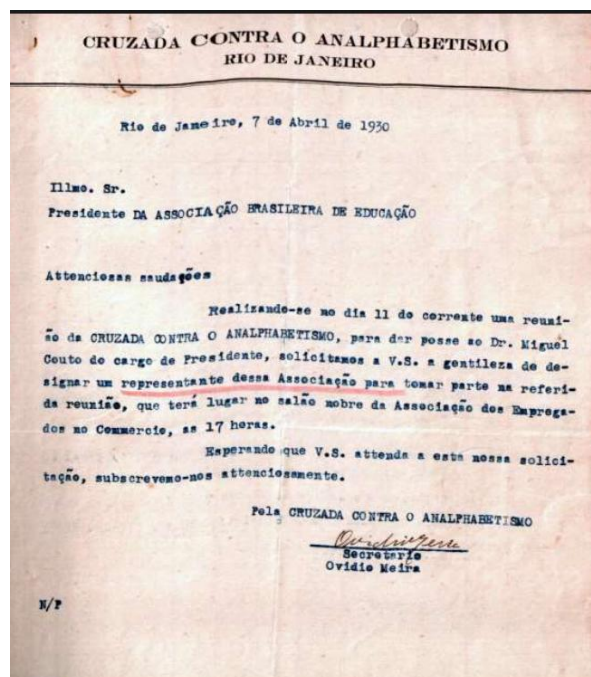 CRUZADA CONTRA O ANALPHABETISMO
RIO DE JANEIRO
Rio de Janeiro, 7 de Abril de 1930
Illmo. Sr.
Presidente DA ASSOCIAÇÃO BRASILEIRA DE EDUCAÇÃO
Attenciosas saudações
Realizando-se no dia 11 do corrente uma reuni-
ão da CRUZADA CONTRA O ANALPHABETISMO, para dar posse ao Dr. Miguel
Couto do cargo de Presidente, solicitamos a V.S. a gentileza de de-
signar um representante dessa Associação para tomar parte na referi-
da reunião, que terá lugar no salão nobre da Associação dos Emprega-
dos no Commercio, as 17 horas.
Esperando que V.S. attenda a esta nossa solici-
tação, subscrevemo-nos attenciosamente.
Pela CRUZADA CONTRA O ANALPHABETISMO
Secretario
Ovidio Meira
N/P